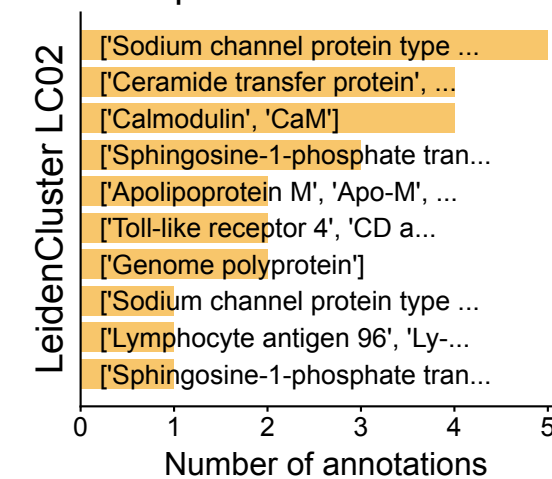 ['Sodium channel protein type ...
['Ceramide transfer protein', ...
['Calmodulin', 'CaM']
['Sphingosine-1-phosphate tran...
['Apolipoprotein M', 'Apo-M', ...
['Toll-like receptor 4', 'CD a...
['Genome polyprotein']
['Sodium channel protein type ...
['Lymphocyte antigen 96', 'Ly-...
['Sphingosine-1-phosphate tran...
LeidenCluster LC02
0 1 2 3 4 5
Number of annotations